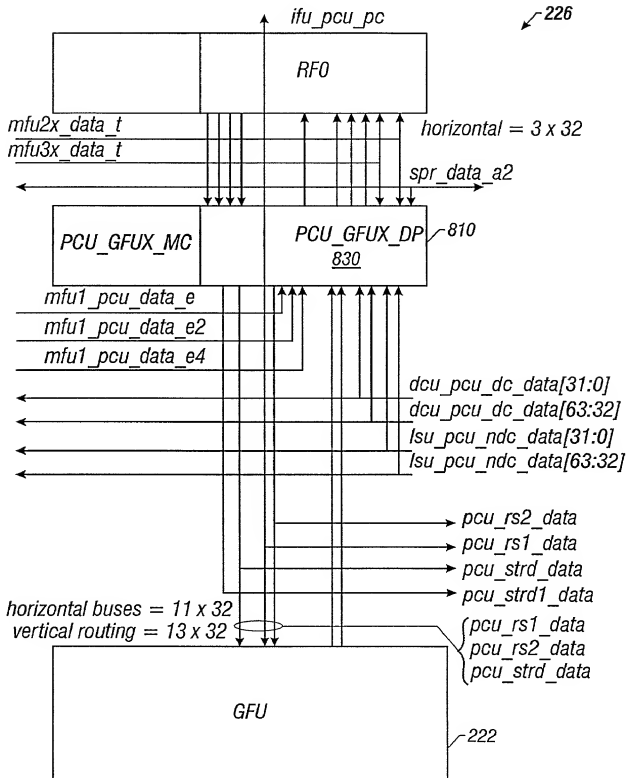 ifu_pcu_pc
226
RF0
mfu2x_data_t
mfu3x_data_t
horizontal = 3 x 32
spr_data_a2
PCU_GFUX_MC
PCU_GFUX_DP
830
810
mfu1_pcu_data_e
mfu1_pcu_data_e2
mfu1_pcu_data_e4
dcu_pcu_dc_data[31:0]
dcu_pcu_dc_data[63:32]
lsu_pcu_ndc_data[31:0]
lsu_pcu_ndc_data[63:32]
pcu_rs2_data
pcu_rs1_data
pcu_strd_data
pcu_strd1_data
horizontal buses = 11 x 32
vertical routing = 13 x 32
pcu_rs1_data
pcu_rs2_data
pcu_strd_data
GFU
222